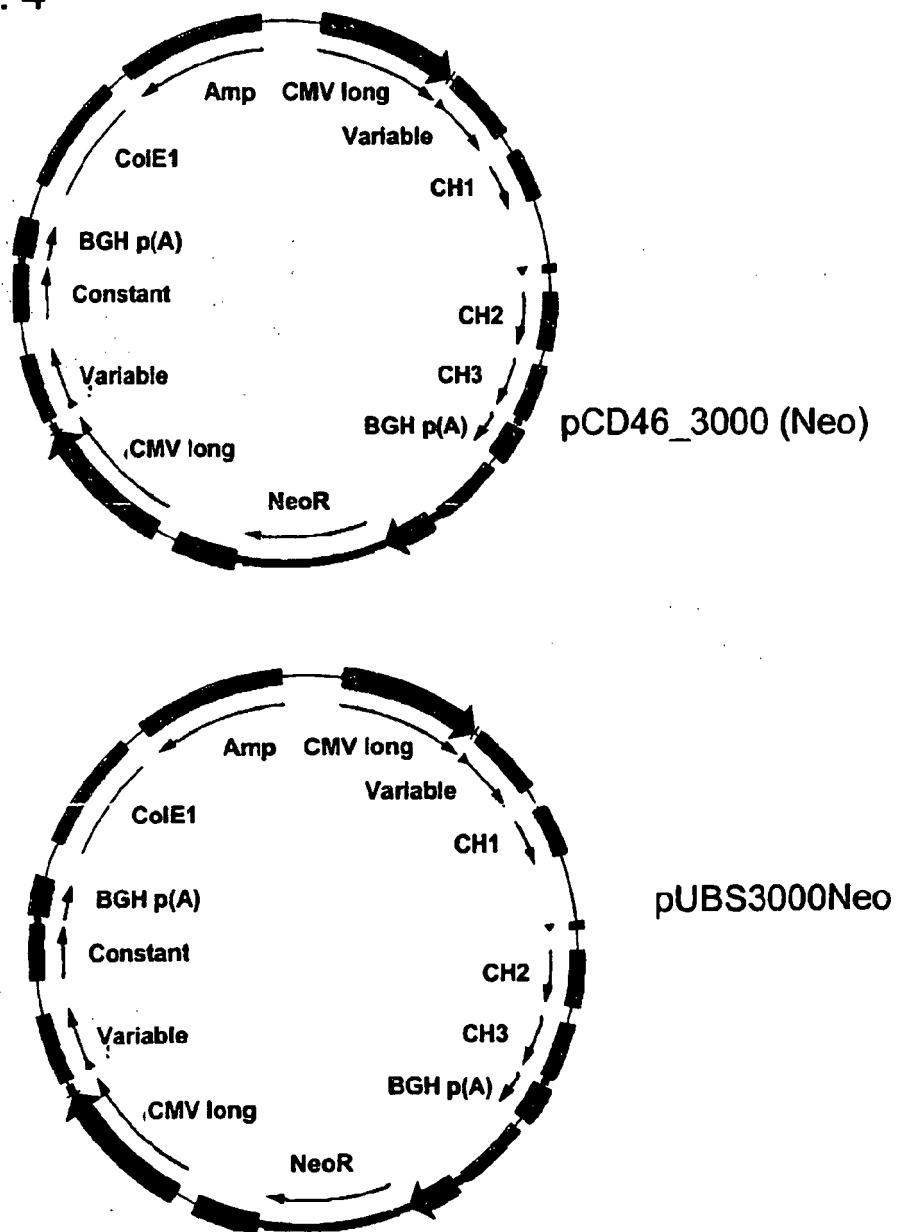 . 4
Amp CMV long
Variable
ColE1
CH1
BGH p(A)
Constant
CH2
Variable
CH3
BGH p(A)
pCD46_3000 (Neo)
CMV long
NeoR
Amp CMV long
Variable
ColE1
CH1
BGH p(A)
pUBS3000Neo
Constant
CH2
Variable
CH3
BGH p(A)
CMV long
NeoR